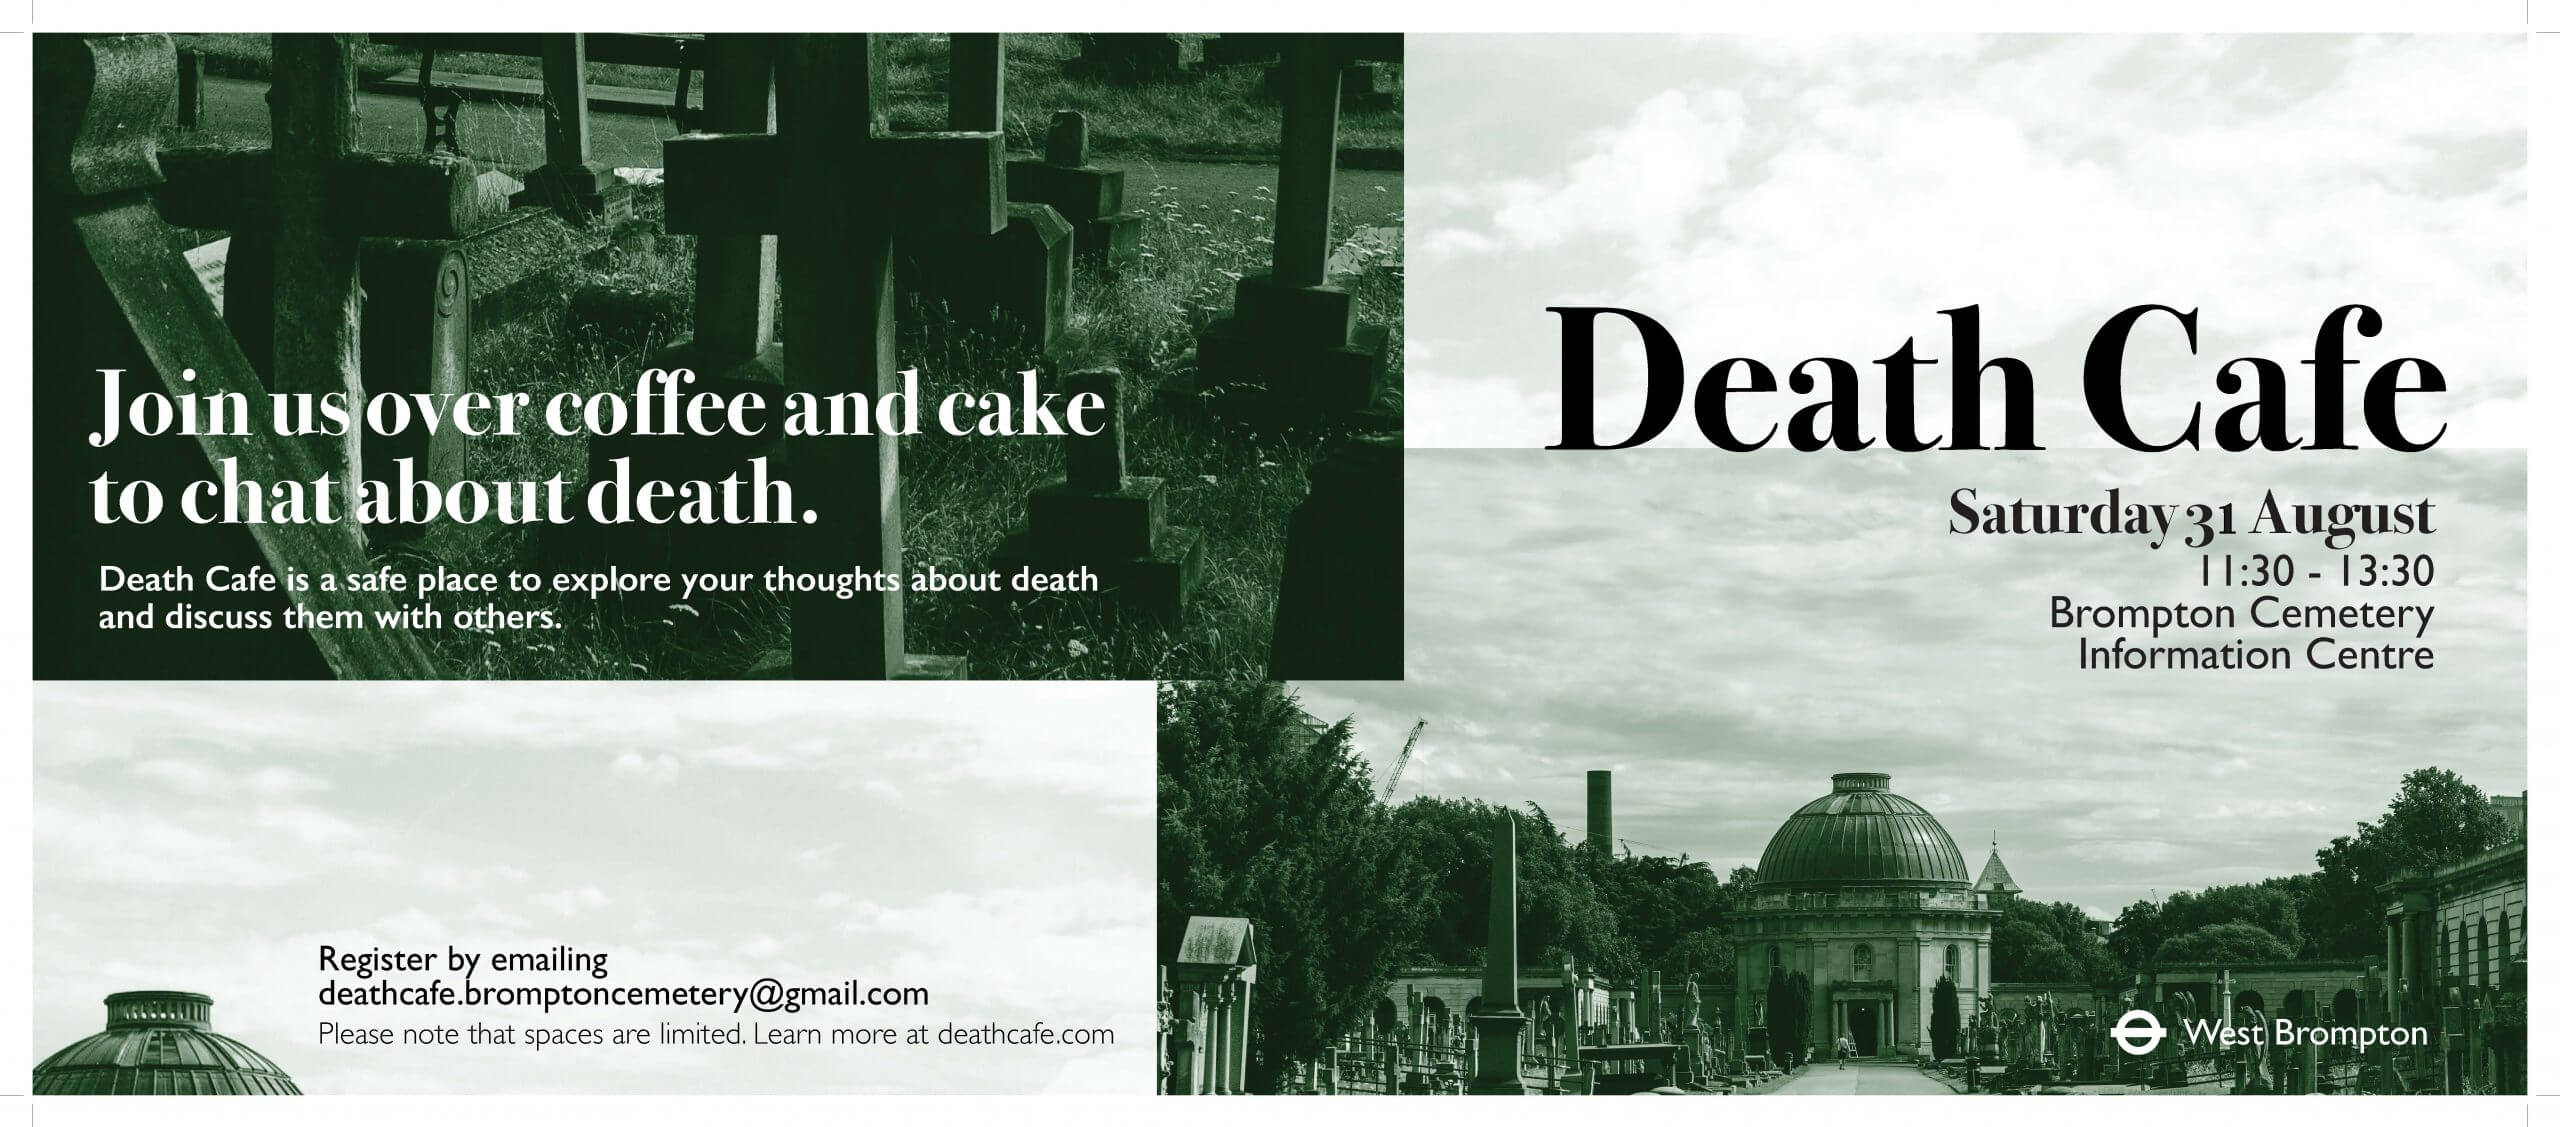 Join us over coffee and cake
to chat about death.
Death Cafe is a safe place to explore your thoughts about death
and discuss them with others.
Death Cafe
Saturday 31 August
11:30 - 13:30
Brompton Cemetery
Information Centre
Register by emailing
deathcafe.bromptoncemetery@gmail.com
Please note that spaces are limited. Learn more at deathcafe.com
West Brompton